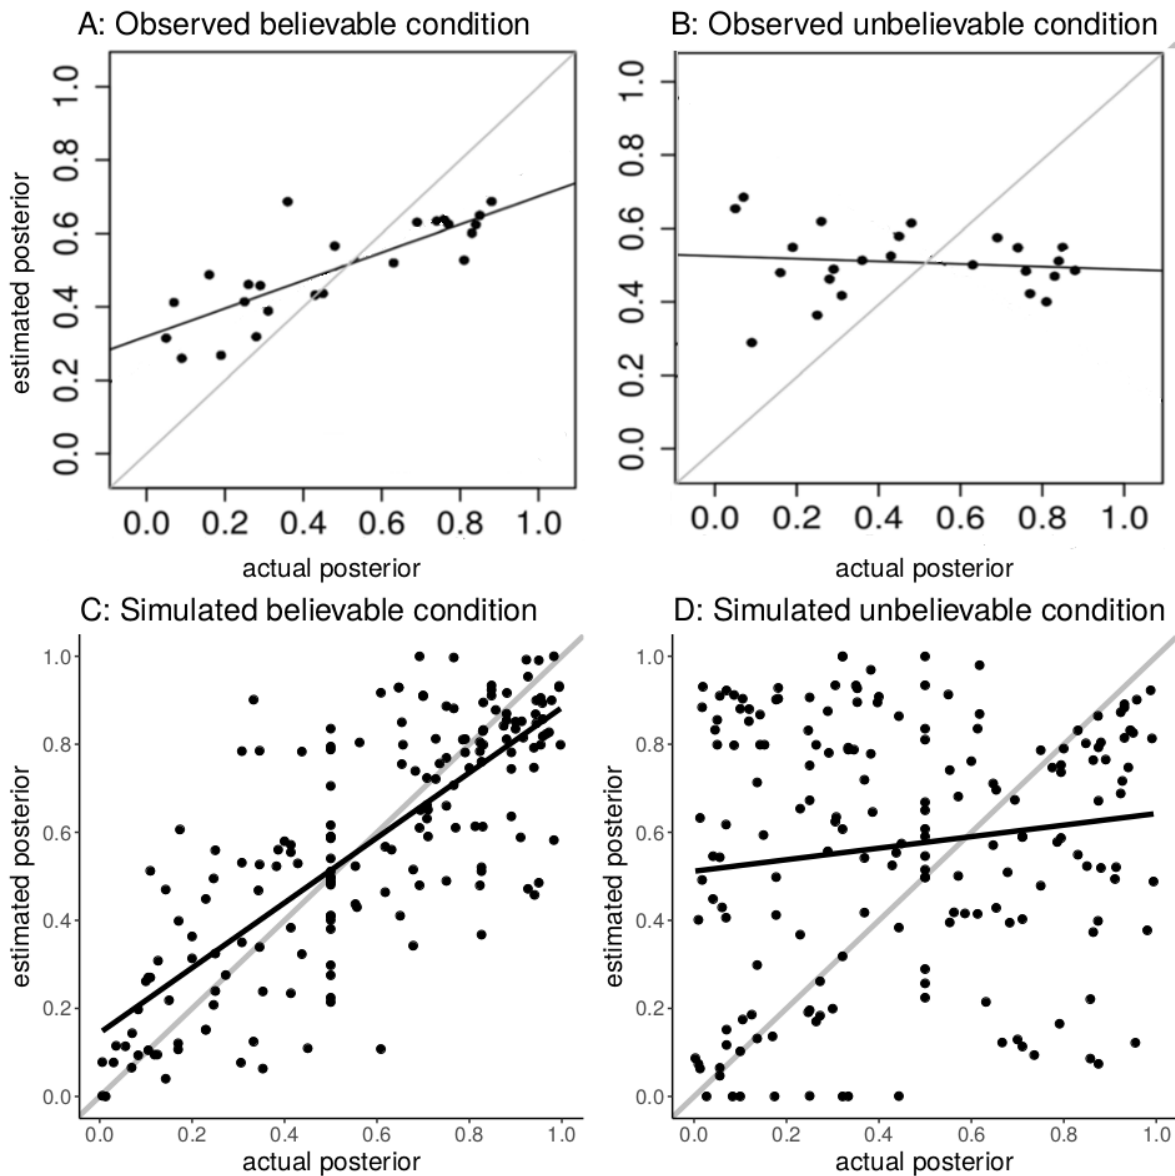 A: Observed believable condition
B: Observed unbelievable condition
estimated posterior
1.0
0.8
0.6
0.4
0.2
0.0
0.0 0.2 0.4 0.6 0.8 1.0
actual posterior
1.0
0.8
0.6
0.4
0.2
0.0
0.0 0.2 0.4 0.6 0.8 1.0
actual posterior
C: Simulated believable condition
D: Simulated unbelievable condition
estimated posterior
1.0
0.8
0.6
0.4
0.2
0.0
0.0 0.2 0.4 0.6 0.8 1.0
actual posterior
estimated posterior
1.0
0.8
0.6
0.4
0.2
0.0
0.0 0.2 0.4 0.6 0.8 1.0
actual posterior